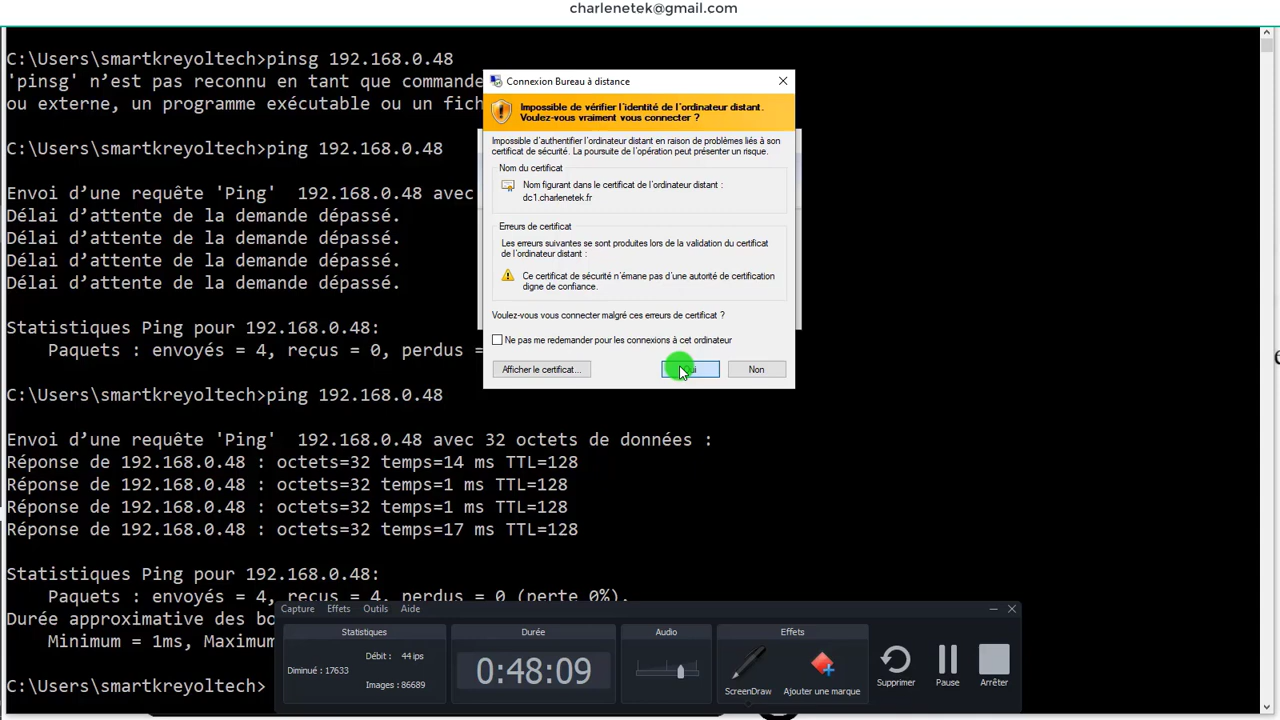 charlenetek@gmail.com
C:\Users\smartkreyoltech>pinsg 192.168.0.48
'pinsg' n'est pas reconnu en tant que commande
ou externe, un programme exécutable ou un fich
C:\Users\smartkreyoltech>ping 192.168.0.48
Envoi d'une requête 'Ping'  192.168.0.48 avec
Délai d'attente de la demande dépassé.
Délai d'attente de la demande dépassé.
Délai d'attente de la demande dépassé.
Délai d'attente de la demande dépassé.
Statistiques Ping pour 192.168.0.48:
Paquets : envoyés = 4, reçus = 0, perdus =
C:\Users\smartkreyoltech>ping 192.168.0.48
Envoi d'une requête 'Ping'  192.168.0.48 avec 32 octets de données :
Réponse de 192.168.0.48 : octets=32 temps=14 ms TTL=128
Réponse de 192.168.0.48 : octets=32 temps=1 ms TTL=128
Réponse de 192.168.0.48 : octets=32 temps=1 ms TTL=128
Réponse de 192.168.0.48 : octets=32 temps=17 ms TTL=128
Statistiques Ping pour 192.168.0.48:
Paquets : envoyés = 4, reçus = 4, perdus = 0 (perte 0%),
Durée approximative des bo
Minimum = 1ms, Maximum
C:\Users\smartkreyoltech>
Connexion Bureau à distance
Impossible de vérifier l'identité de l'ordinateur distant.
Voulez-vous vraiment vous connecter ?
Impossible d'authentifier l'ordinateur distant en raison de problèmes liés à son
certificat de sécurité. La poursuite de l'opération peut présenter un risque.
Nom du certificat
Nom figurant dans le certificat de l'ordinateur distant :
dc1.charlenetek.fr
Erreurs de certificat
Les erreurs suivantes se sont produites lors de la validation du certificat
de l'ordinateur distant :
Ce certificat de sécurité n'émane pas d'une autorité de certification
digne de confiance.
Voulez-vous vous connecter malgré ces erreurs de certificat ?
Ne pas me redemander pour les connexions à cet ordinateur
Afficher le certificat...
Non
Capture Effets Outils Aide
Statistiques
Diminué : 17633
Débit : 44 ips
Images : 86689
Durée
0:48:09
Audio
Effets
ScreenDraw
Ajouter une marque
Supprimer
Pause
Arrêter